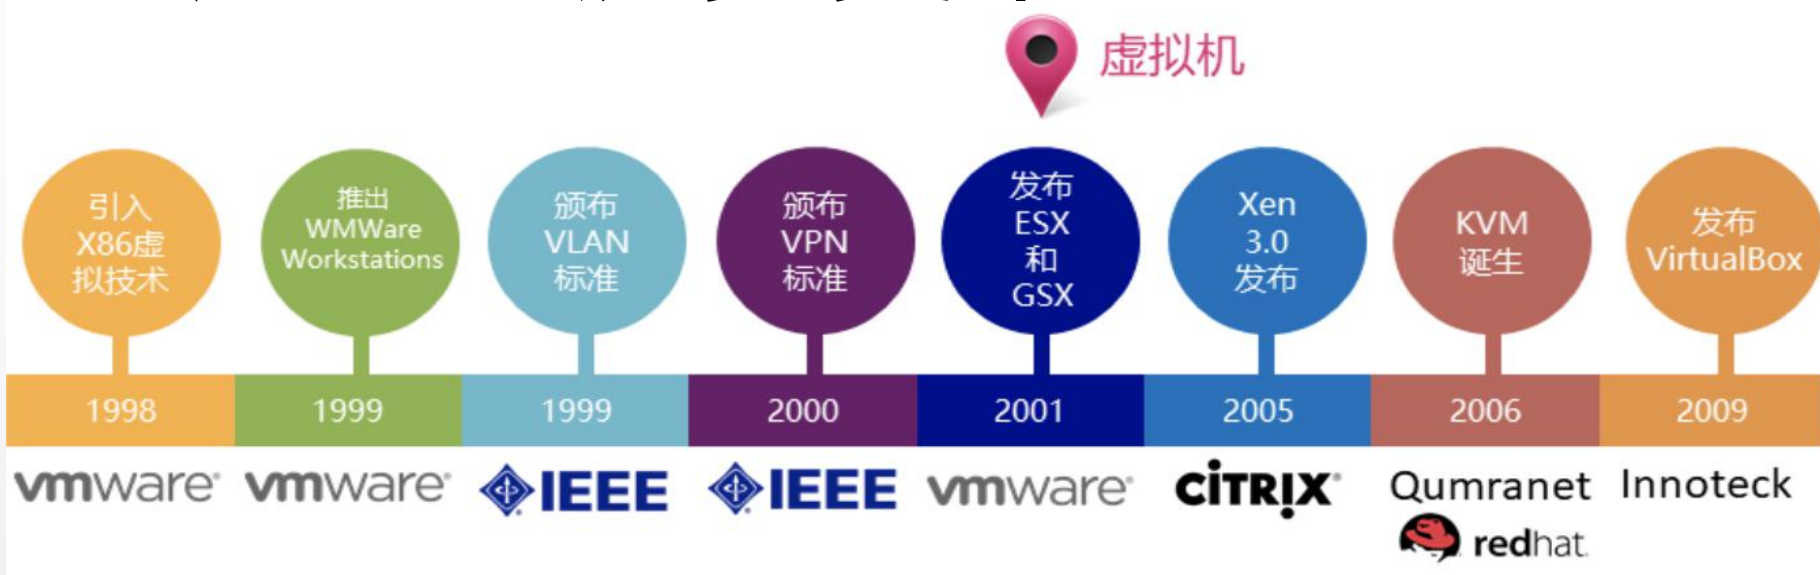 虚拟机
引入
X86虚
拟技术
推出
WMWare
Workstations
颁布
VLAN
标准
颁布
VPN
标准
发布
ESX
和
GSX
Xen
3.0
发布
KVM
诞生
发布
VirtualBox
1998
1999
1999
2000
2001
2005
2006
2009
vmware
vmware
IEEE
IEEE
vmware
CİTRIX
Qumranet
redhat.
Innoteck